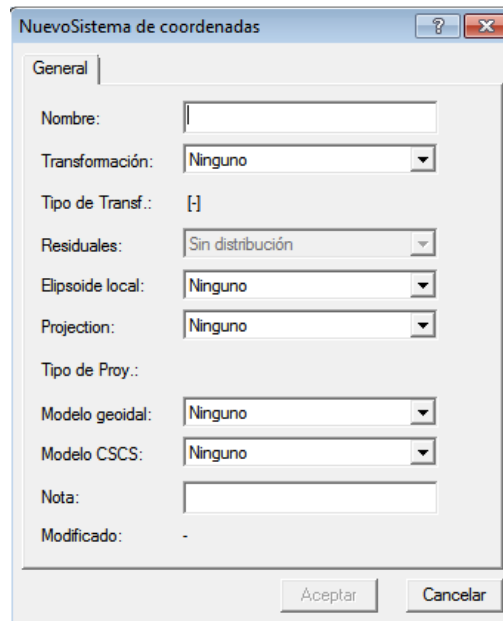 NuevoSistema de coordenadas
General
Nombre:
Transformación: Ninguno
Tipo de Transf.: [-]
Residuales: Sin distribución
Elipsoide local: Ninguno
Projection: Ninguno
Tipo de Proy.:
Modelo geoidal: Ninguno
Modelo CSCS: Ninguno
Nota:
Modificado: -
Aceptar Cancelar